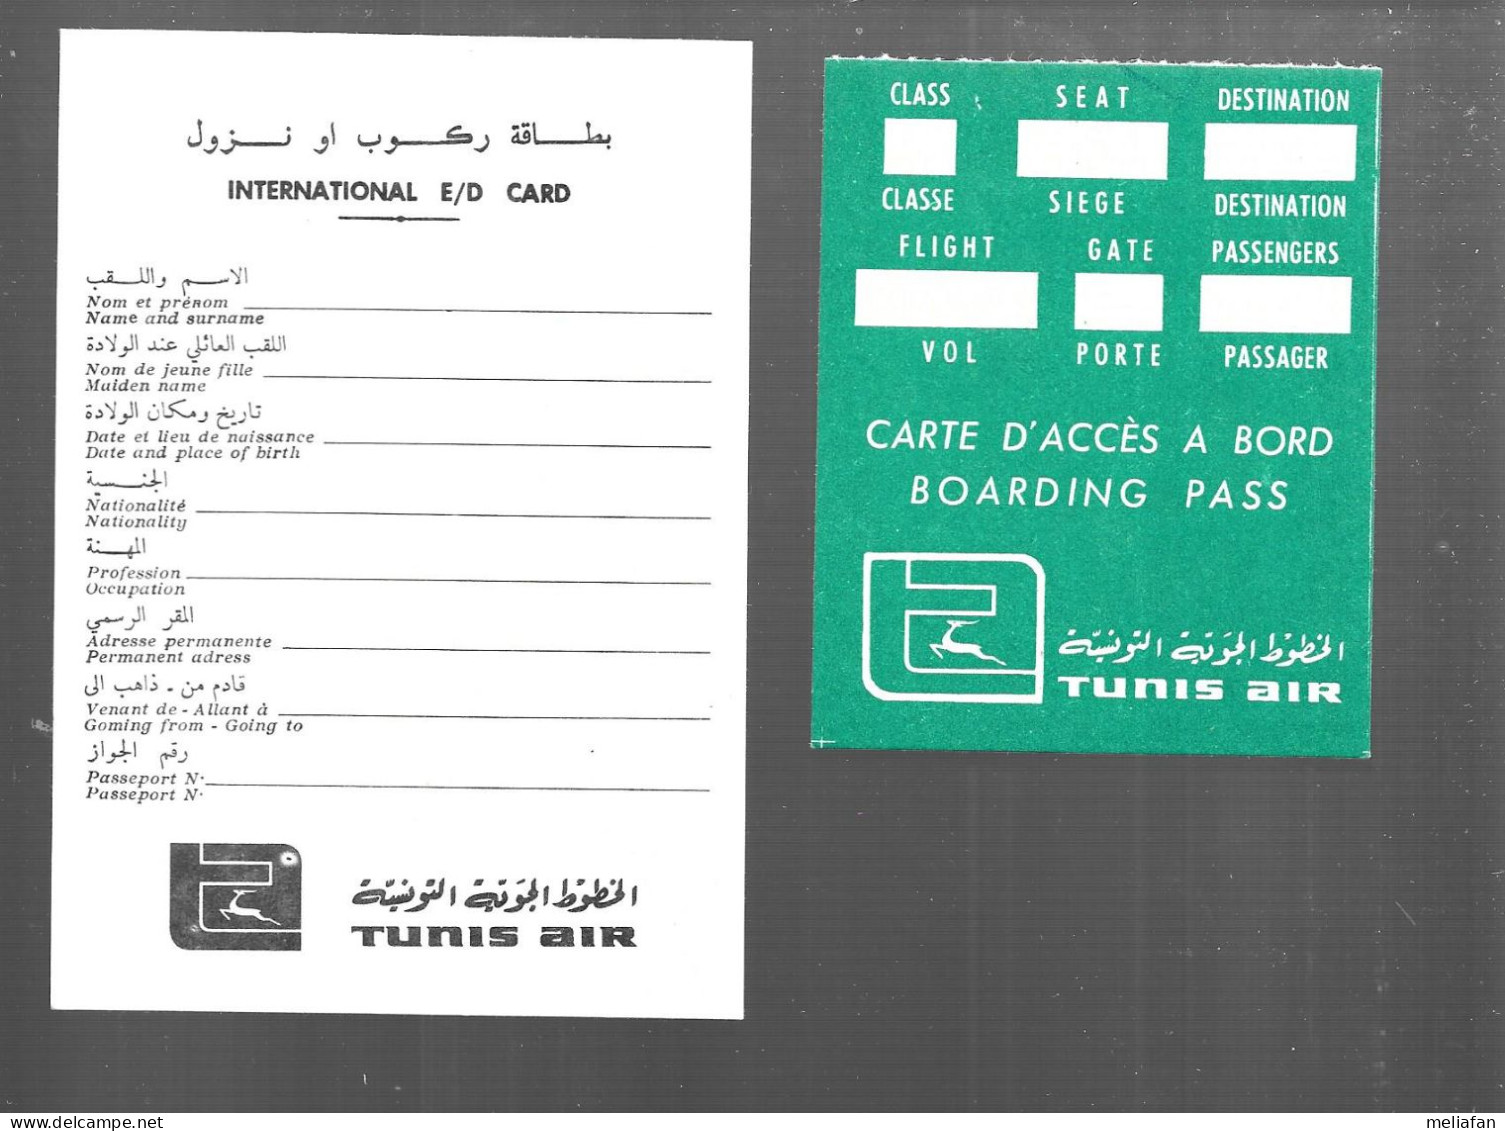 بطاقة ركوب او نزول
INTERNATIONAL E/D CARD
الاسم واللقب
Nom et prénom
Name and surname
اللقب العائلي عند الولادة
Nom de jeune fille
Maiden name
تاريخ ومكان الولادة
Date et lieu de naissance
Date and place of birth
الجنسية
Nationalité
Nationality
المهنة
Profession
Occupation
المقر الرسمي
Adresse permanente
Permanent adress
قادم من - ذاهب الى
Venant de - Allant à
Goming from - Going to
رقم الجواز
Passeport N·
Passeport N·
الخطوط الجوية التونسية
TUNIS AIR
CLASS SEAT DESTINATION
CLASSE SIEGE DESTINATION
FLIGHT GATE PASSENGERS
VOL PORTE PASSAGER
CARTE D'ACCÈS A BORD
BOARDING PASS
الخطوط الجوية التونسية
TUNIS AIR
delcampe.net
meliafan